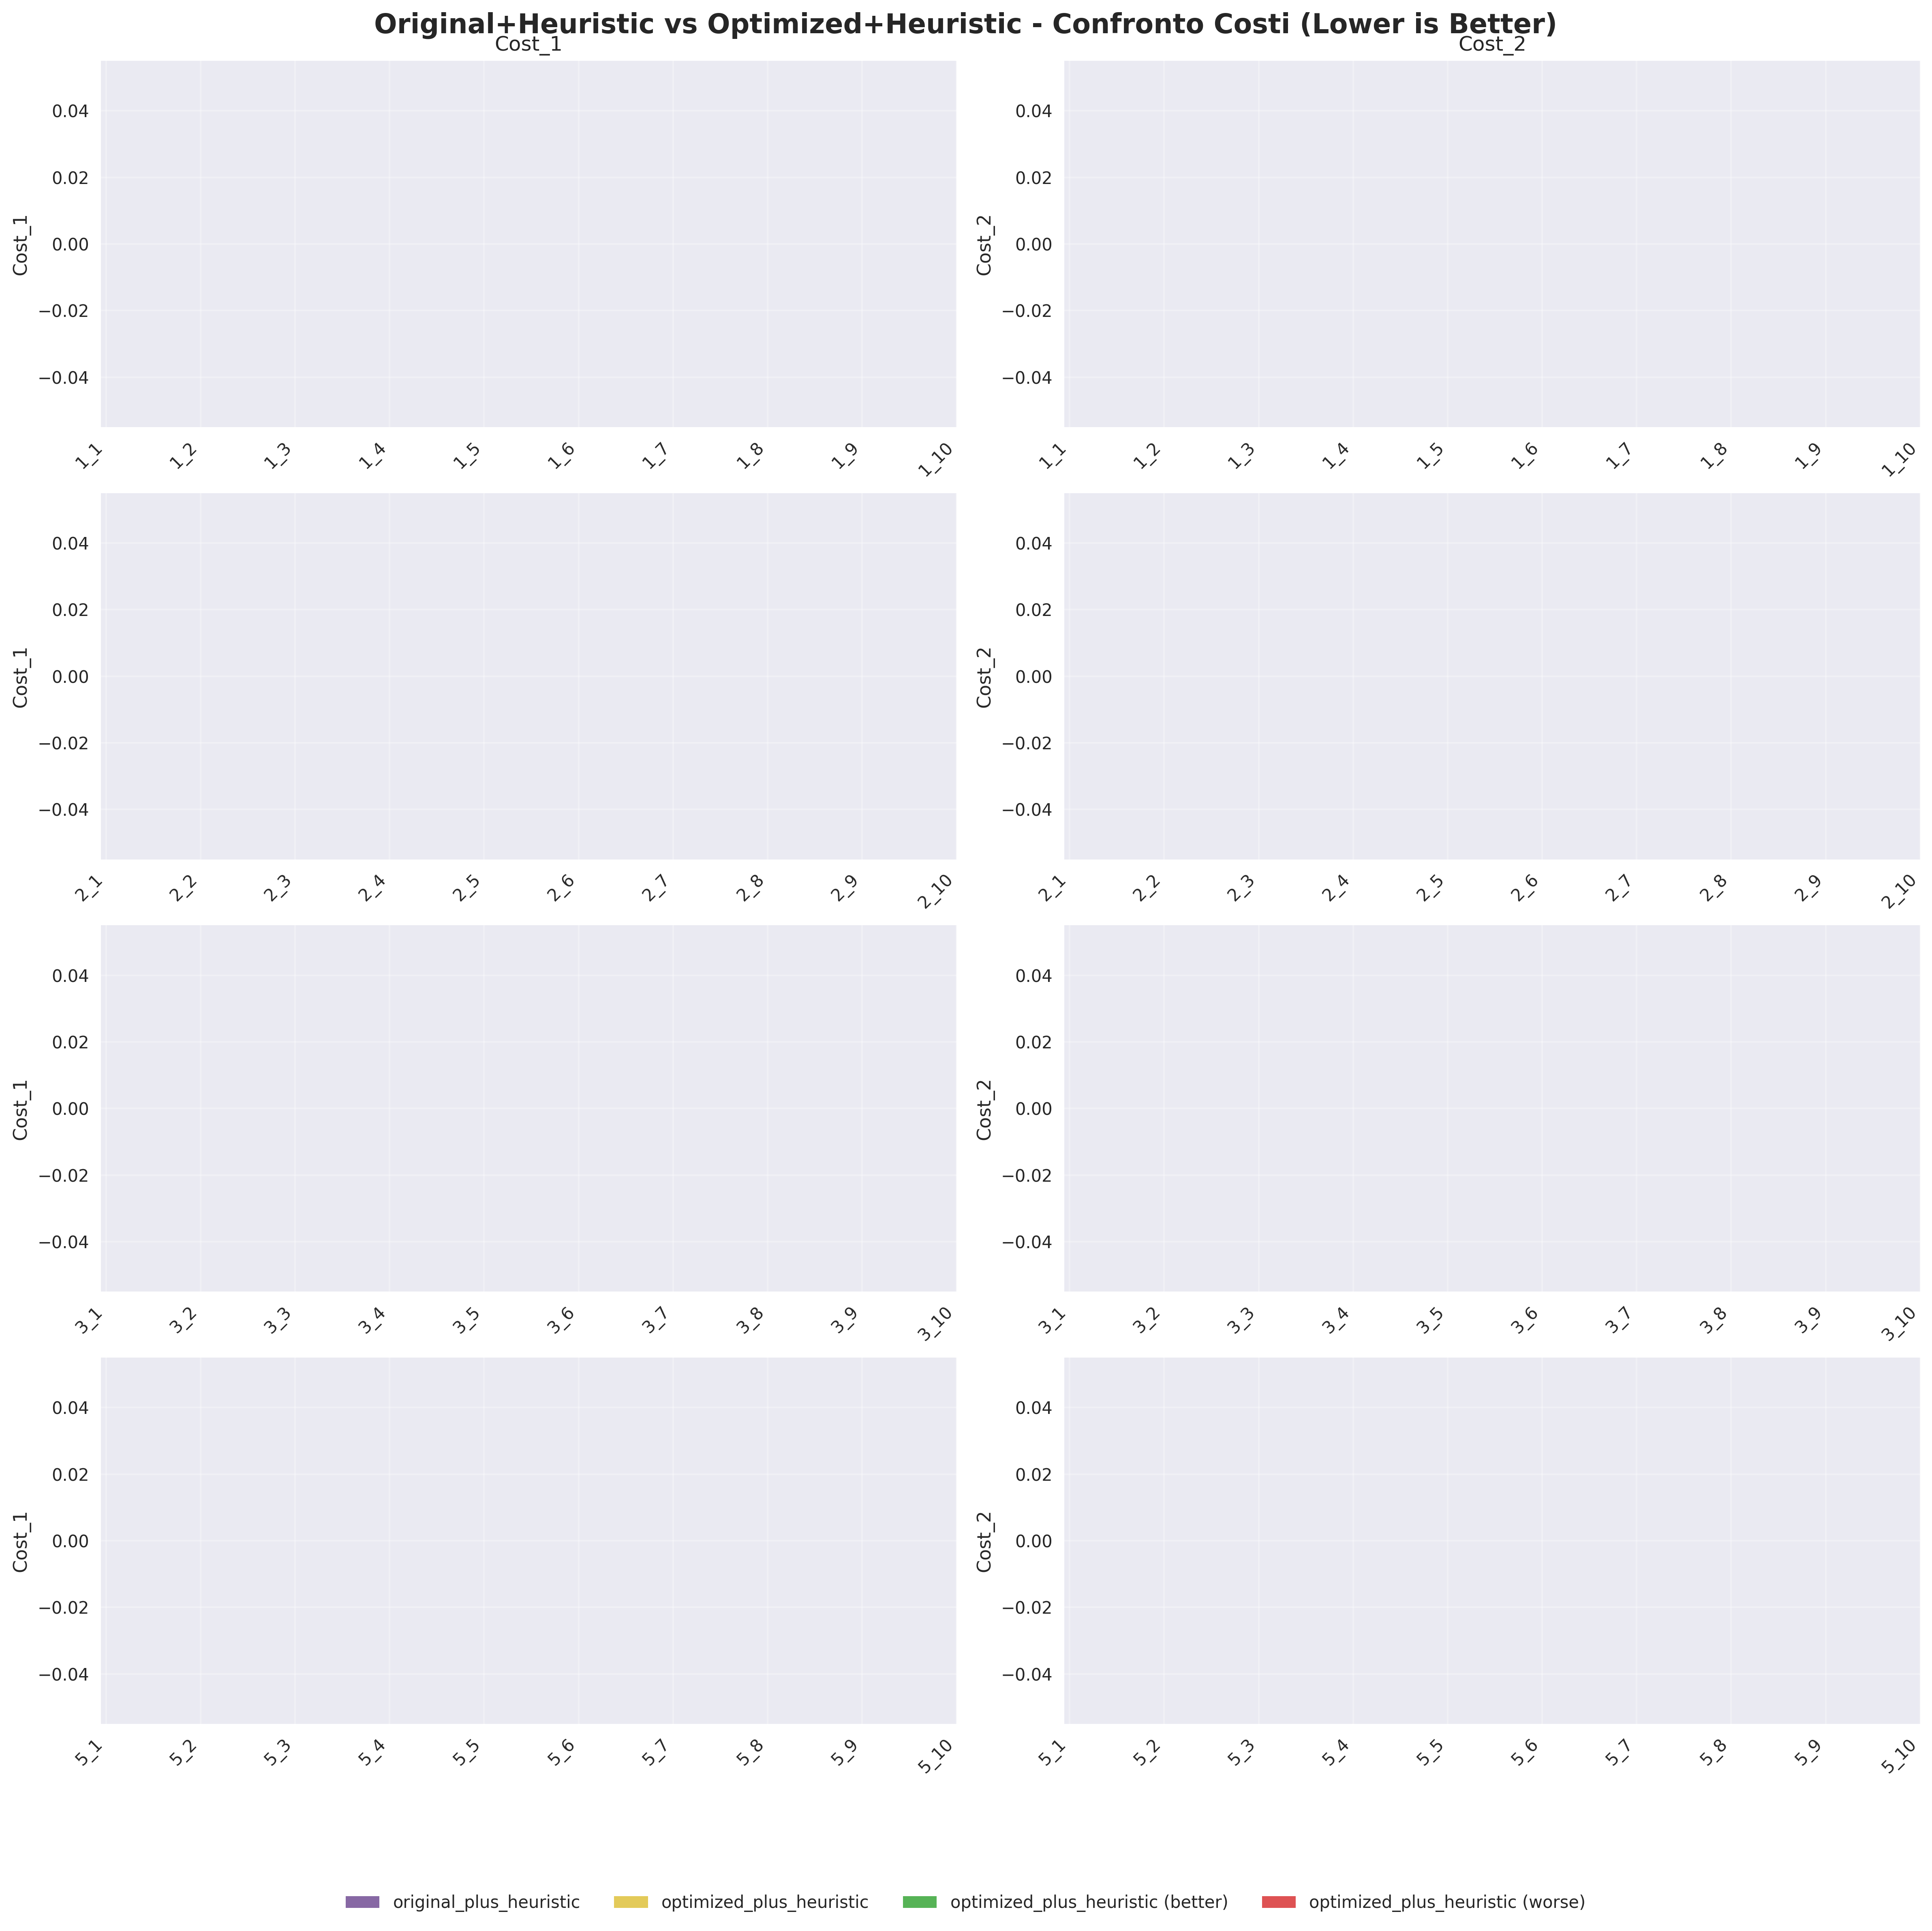 Original+Heuristic vs Optimized+Heuristic - Confronto Costi (Lower is Better)
Cost_1
Cost_1
0.04
0.02
0.00
−0.02
−0.04
1_1 1_2 1_3 1_4 1_5 1_6 1_7 1_8 1_9 1_10
Cost_2
Cost_2
0.04
0.02
0.00
−0.02
−0.04
1_1 1_2 1_3 1_4 1_5 1_6 1_7 1_8 1_9 1_10
Cost_1
0.04
0.02
0.00
−0.02
−0.04
2_1 2_2 2_3 2_4 2_5 2_6 2_7 2_8 2_9 2_10
Cost_2
0.04
0.02
0.00
−0.02
−0.04
2_1 2_2 2_3 2_4 2_5 2_6 2_7 2_8 2_9 2_10
Cost_1
0.04
0.02
0.00
−0.02
−0.04
3_1 3_2 3_3 3_4 3_5 3_6 3_7 3_8 3_9 3_10
Cost_2
0.04
0.02
0.00
−0.02
−0.04
3_1 3_2 3_3 3_4 3_5 3_6 3_7 3_8 3_9 3_10
Cost_1
0.04
0.02
0.00
−0.02
−0.04
5_1 5_2 5_3 5_4 5_5 5_6 5_7 5_8 5_9 5_10
Cost_2
0.04
0.02
0.00
−0.02
−0.04
5_1 5_2 5_3 5_4 5_5 5_6 5_7 5_8 5_9 5_10
original_plus_heuristic optimized_plus_heuristic optimized_plus_heuristic (better) optimized_plus_heuristic (worse)